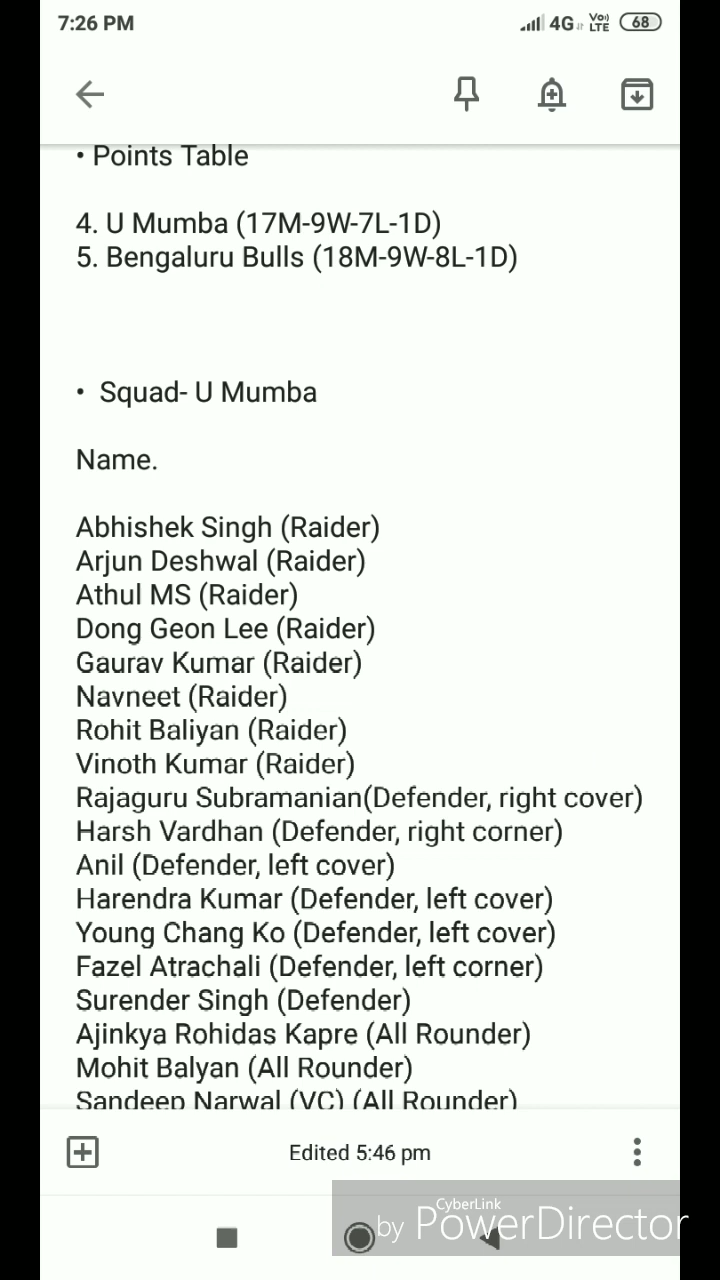 7:26 PM
4G Vo) LTE 68
• Points Table
4. U Mumba (17M-9W-7L-1D)
5. Bengaluru Bulls (18M-9W-8L-1D)
• Squad- U Mumba
Name.
Abhishek Singh (Raider)
Arjun Deshwal (Raider)
Athul MS (Raider)
Dong Geon Lee (Raider)
Gaurav Kumar (Raider)
Navneet (Raider)
Rohit Baliyan (Raider)
Vinoth Kumar (Raider)
Rajaguru Subramanian(Defender, right cover)
Harsh Vardhan (Defender, right corner)
Anil (Defender, left cover)
Harendra Kumar (Defender, left cover)
Young Chang Ko (Defender, left cover)
Fazel Atrachali (Defender, left corner)
Surender Singh (Defender)
Ajinkya Rohidas Kapre (All Rounder)
Mohit Balyan (All Rounder)
Sandeep Narwal (VC) (All Rounder)
Edited 5:46 pm
CyberLink
by PowerDirector